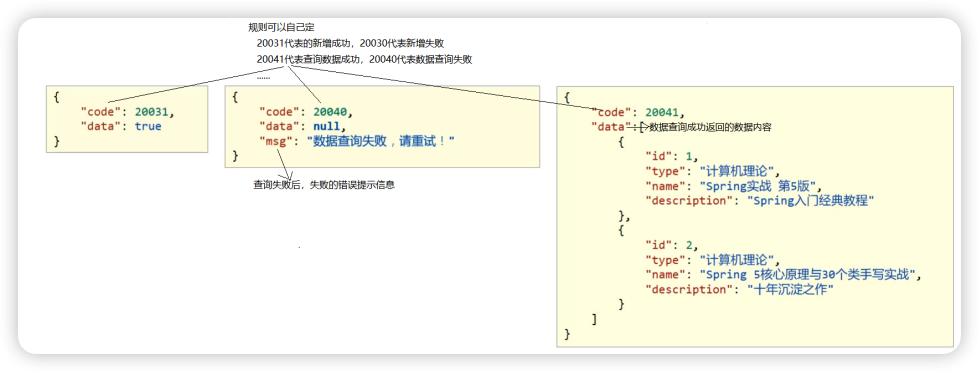 规则可以自己定
20031代表的新增成功，20030代表新增失败
20041代表查询数据成功，20040代表数据查询失败
......
{
"code": 20031,
"data": true
}
{
"code": 20040,
"data": null,
"msg": "数据查询失败，请重试！"
}
查询失败后，失败的错误提示信息
{
"code": 20041,
"data":[ 数据查询成功返回的数据内容
{
"id": 1,
"type": "计算机理论",
"name": "Spring实战 第5版",
"description": "Spring入门经典教程"
},
{
"id": 2,
"type": "计算机理论",
"name": "Spring 5核心原理与30个类手写实战",
"description": "十年沉淀之作"
}
]
}